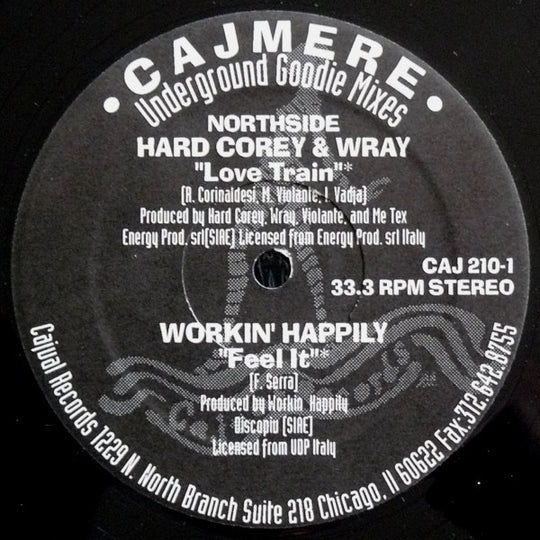 • CAJMERE •
Underground Goodie Mixes
NORTHSIDE
HARD COREY & WRAY
"Love Train"*
(R. Corinaldesi, M. Violante, I. Vadja)
Produced by Hard Corey, Wray, Violante, and Me Tex
Energy Prod. srl(SIAE) Licensed from Energy Prod. srl Italy
CAJ 210-1
33.3 RPM STEREO
WORKIN' HAPPILY
"Feel It"*
(F. Serra)
Produced by Workin' Happily
Discopiu (SIAE)
Licensed from UDP Italy
Cajual Records 1229 N. North Branch Suite 218 Chicago, Il 60622 Fax:312.642.8755